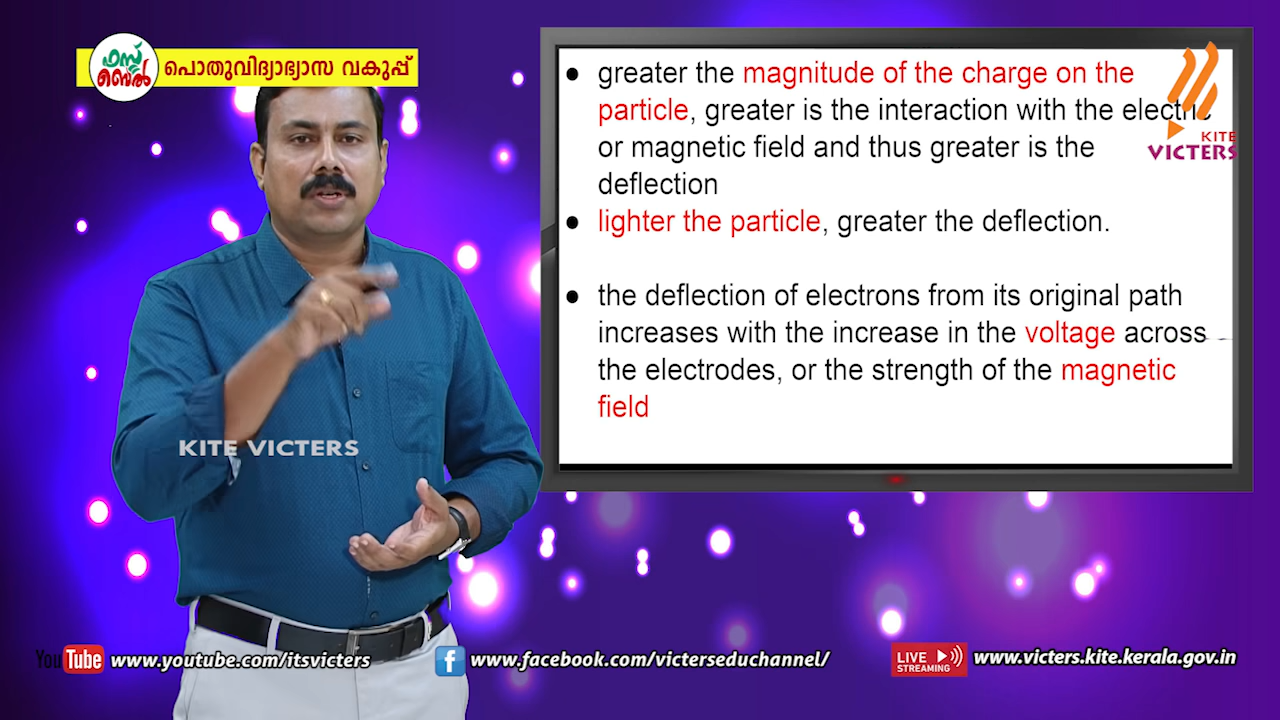 ഫസ്റ്റ്
ബെൽ
പൊതുവിദ്യാഭ്യാസ വകുപ്പ്
● greater the magnitude of the charge on the
particle, greater is the interaction with the electric
or magnetic field and thus greater is the
deflection
● lighter the particle, greater the deflection.
● the deflection of electrons from its original path
increases with the increase in the voltage across
the electrodes, or the strength of the magnetic
field
KITE
VICTERS
KITE VICTERS
YouTube www.youtube.com/itsvicters
f www.facebook.com/victerseduchannel/
LIVE
STREAMING
www.victers.kite.kerala.gov.in